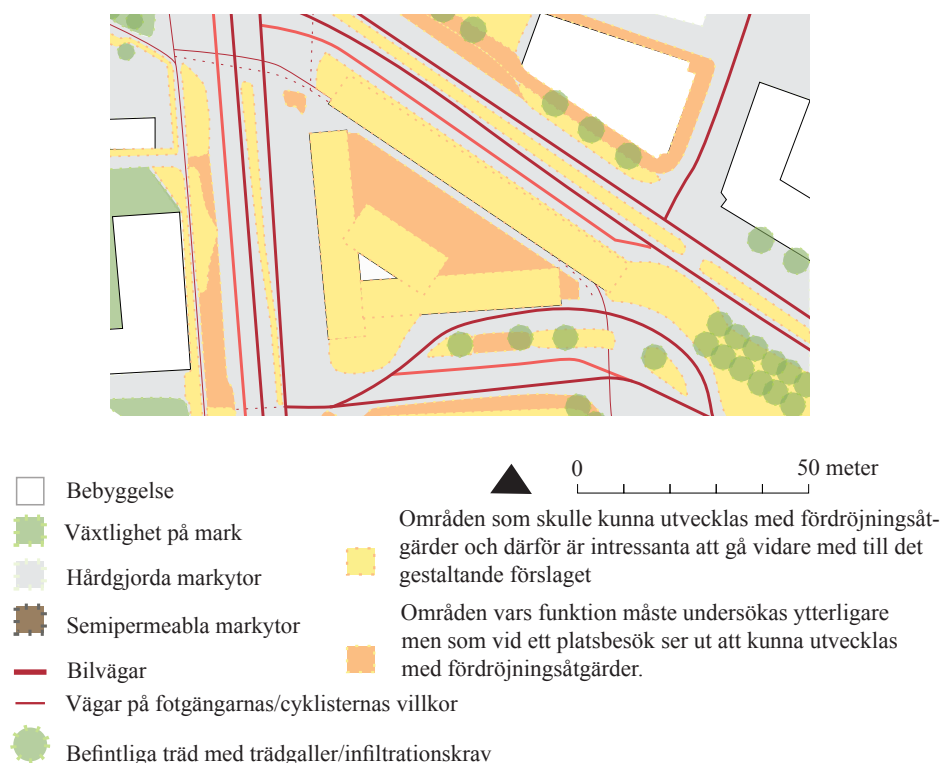 0 50 meter
Bebyggelse
Växtlighet på mark
Hårdgjorda markytor
Semipermeabla markytor
Bilvägar
Vägar på fotgängarnas/cyklisternas villkor
Befintliga träd med trädgaller/infiltrationskrav
Områden som skulle kunna utvecklas med fördröjningsåt-
gärder och därför är intressanta att gå vidare med till det
gestaltande förslaget
Områden vars funktion måste undersökas ytterligare
men som vid ett platsbesök ser ut att kunna utvecklas
med fördröjningsåtgärder.